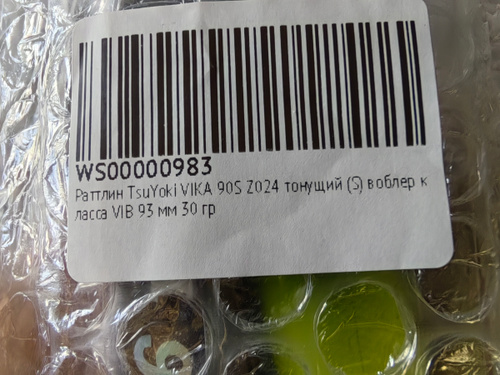 WS00000983
Раттлин TsuYoki VIKA 90S Z024 тонущий (S) воблер к
ласса VIB 93 мм 30 гр